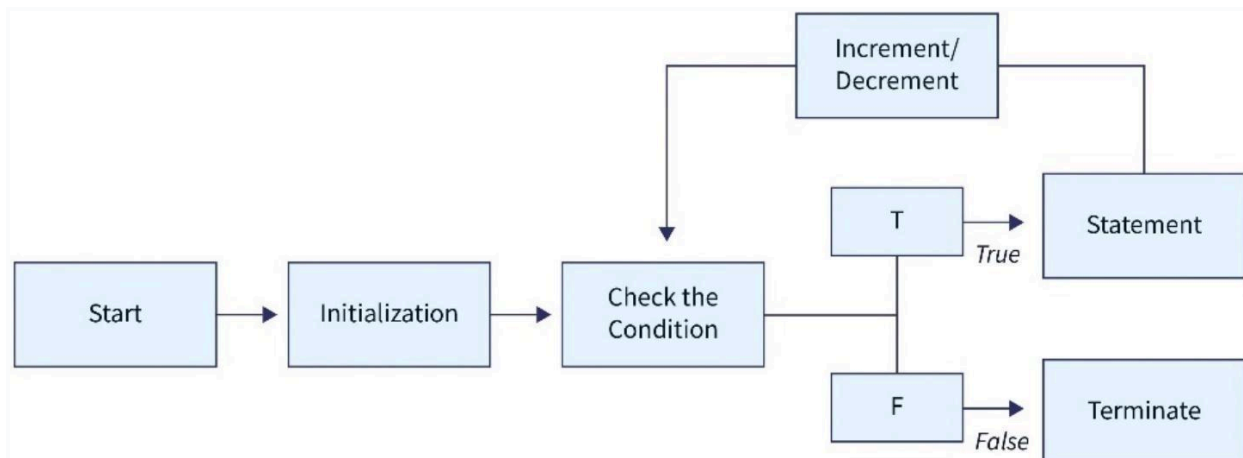 Increment/
Decrement
T
Statement
True
Start
Initialization
Check the
Condition
F
Terminate
False